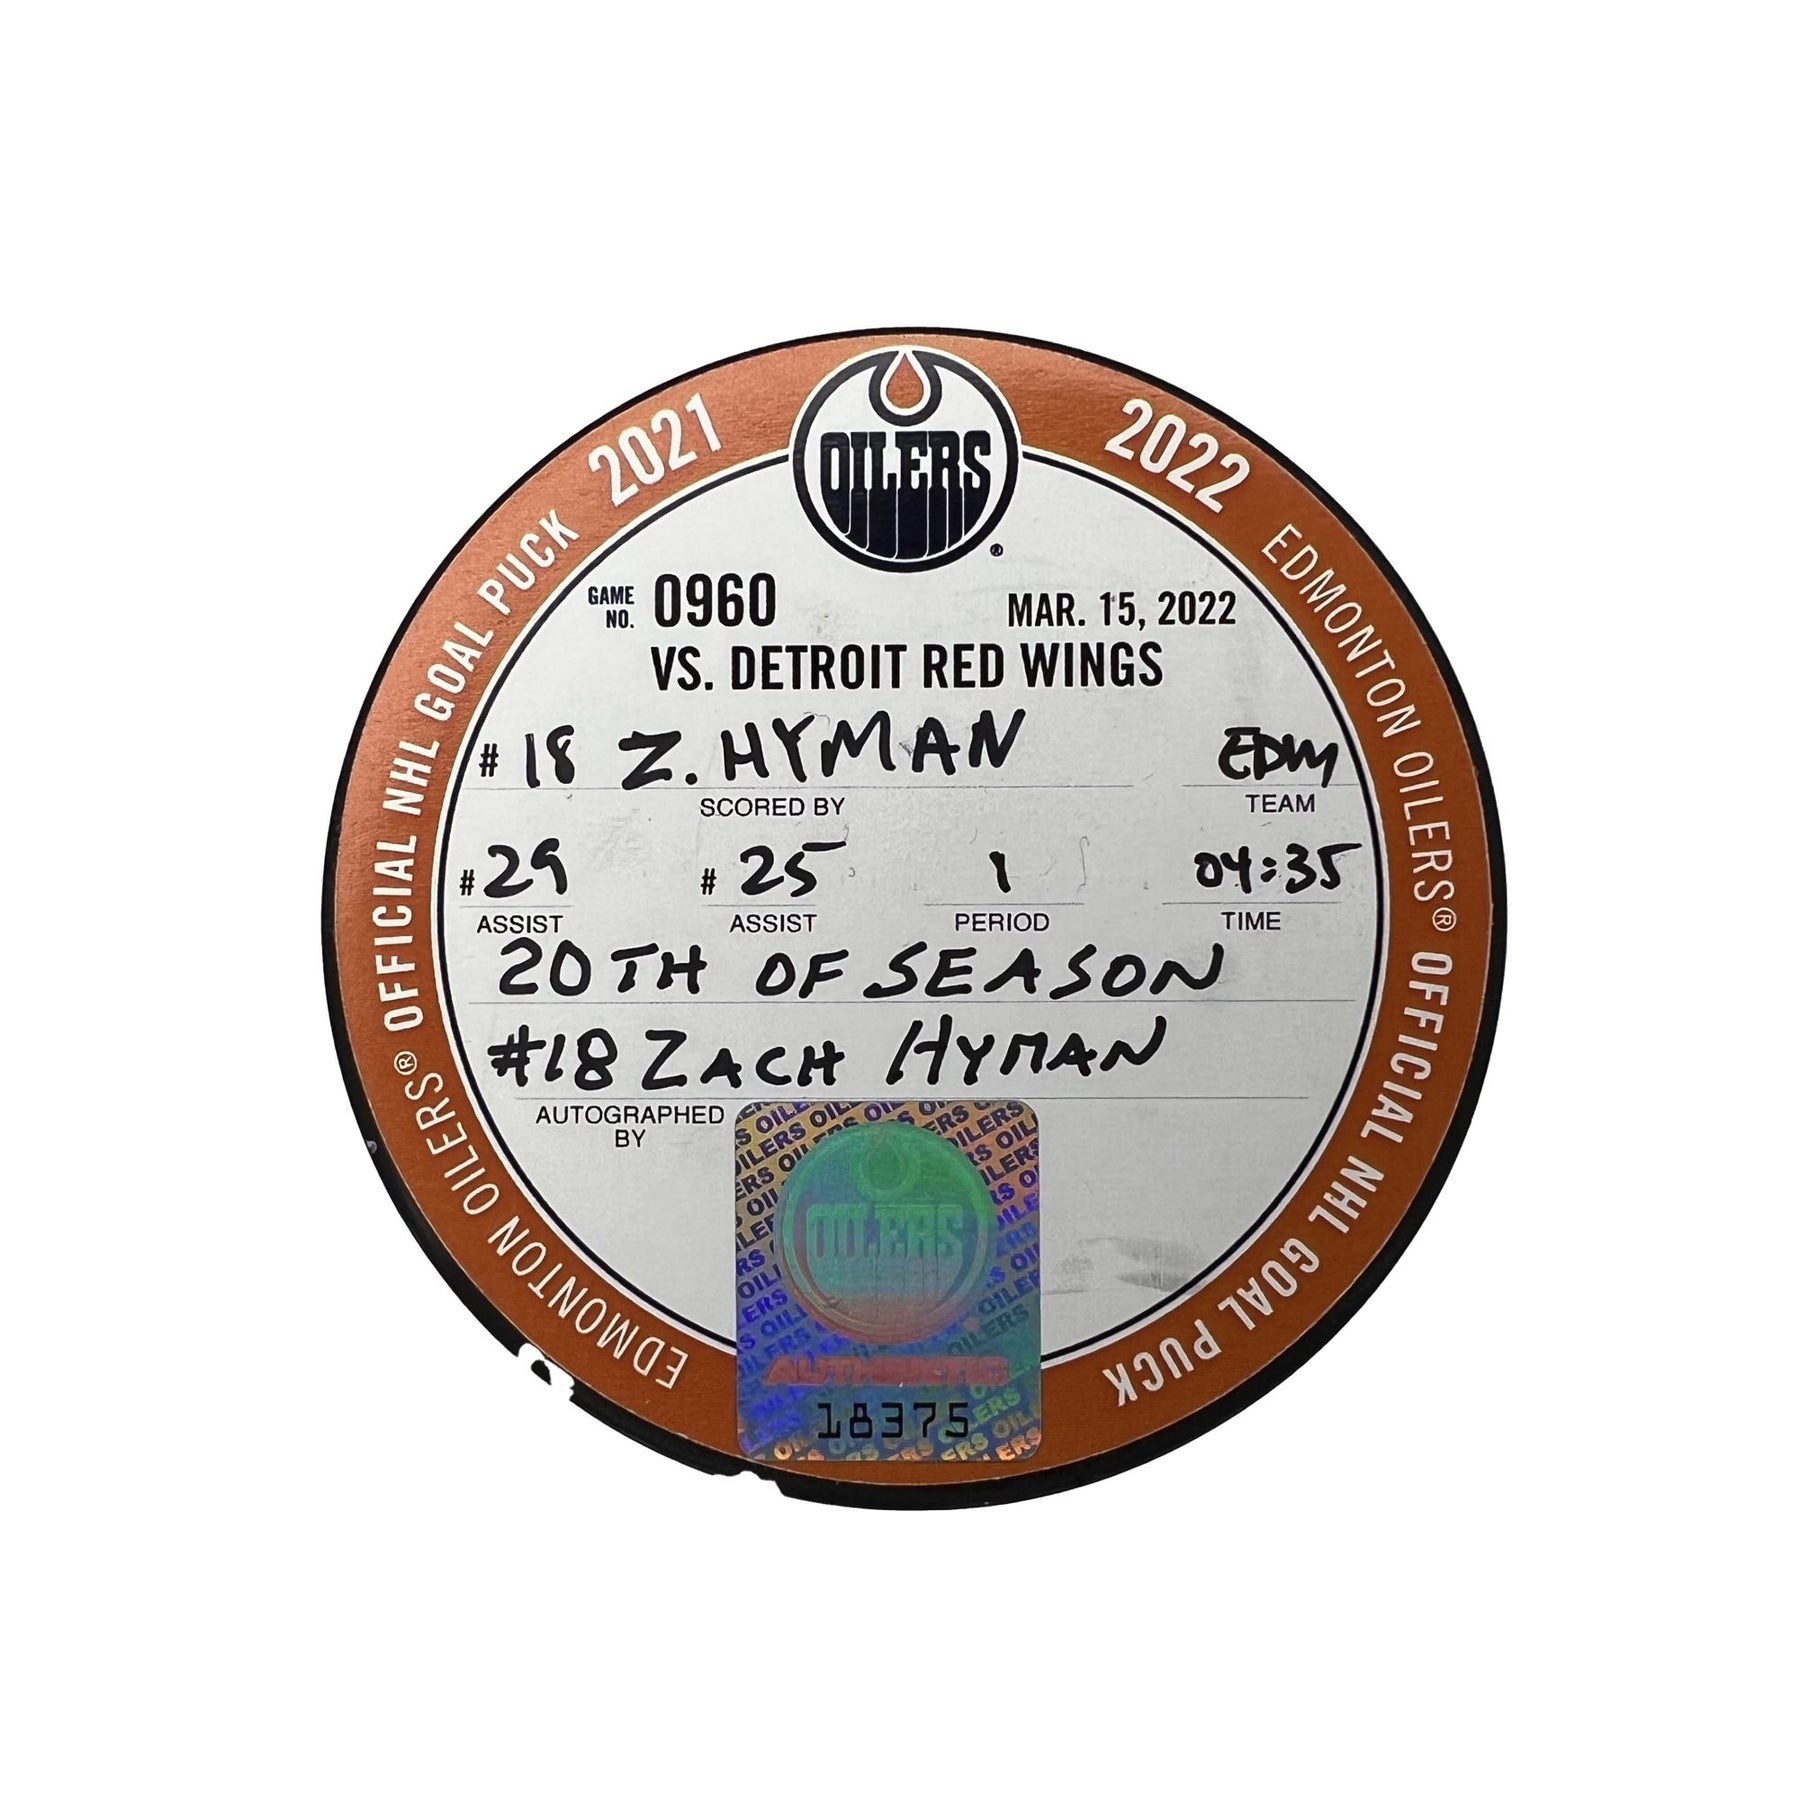 OILERS
2021 2022
OFFICIAL NHL GOAL PUCK
EDMONTON OILERS®
OFFICIAL NHL GOAL PUCK
EDMONTON OILERS®
GAME NO. 0960 MAR. 15, 2022
VS. DETROIT RED WINGS
# 18 Z. HYMAN EDM
SCORED BY TEAM
# 29 # 25 1 04:35
ASSIST ASSIST PERIOD TIME
20TH OF SEASON
#18 ZACH HYMAN
AUTOGRAPHED
BY
OILERS
AUTHENTIC
18375